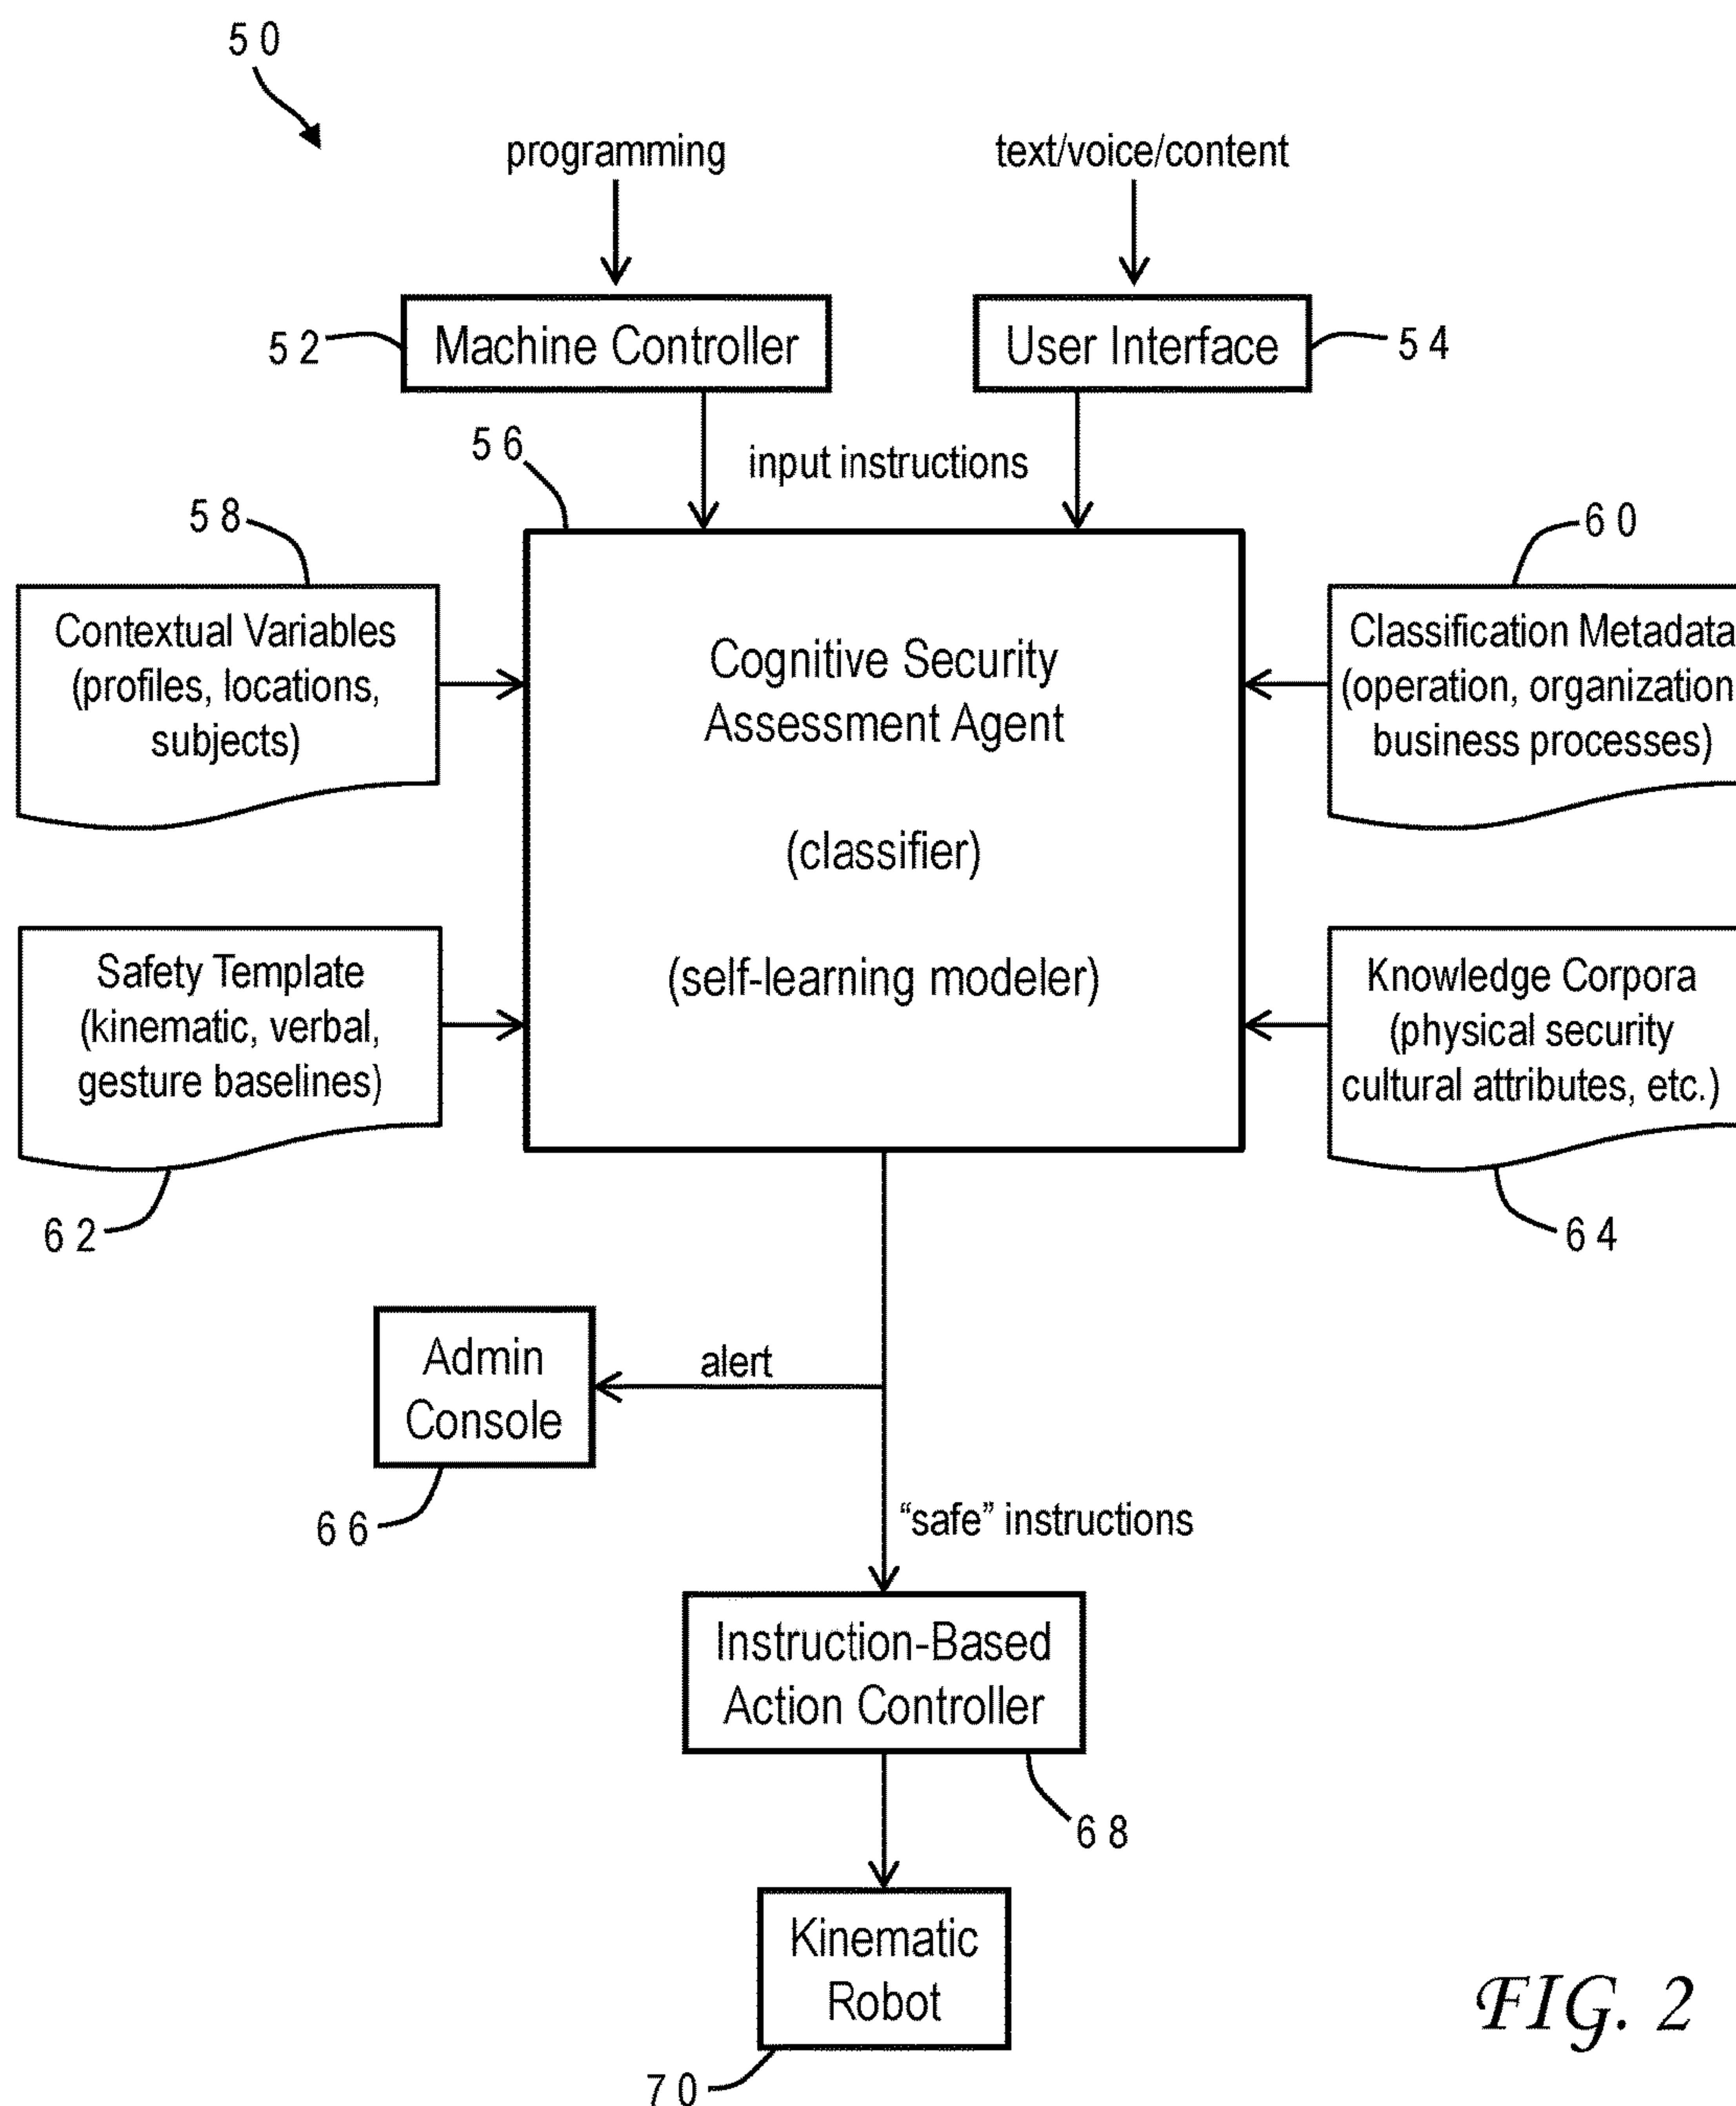 50
programming
text/voice/content
52
Machine Controller
User Interface
54
56
input instructions
58
60
Contextual Variables
(profiles, locations,
subjects)
Cognitive Security
Assessment Agent
(classifier)
(self-learning modeler)
Classification Metadata
(operation, organization
business processes)
Safety Template
(kinematic, verbal,
gesture baselines)
Knowledge Corpora
(physical security
cultural attributes, etc.)
62
64
Admin
Console
alert
66
“safe” instructions
Instruction-Based
Action Controller
68
Kinematic
Robot
70
FIG. 2